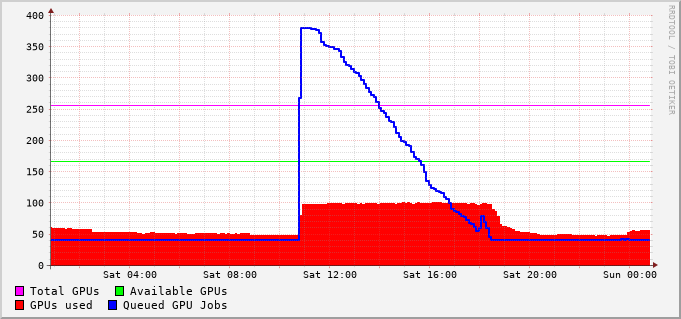 RRDTOOL / TOBI OETIKER
400
350
300
250
200
150
100
50
0
Sat 04:00 Sat 08:00 Sat 12:00 Sat 16:00 Sat 20:00 Sun 00:00
Total GPUs Available GPUs
GPUs used Queued GPU Jobs